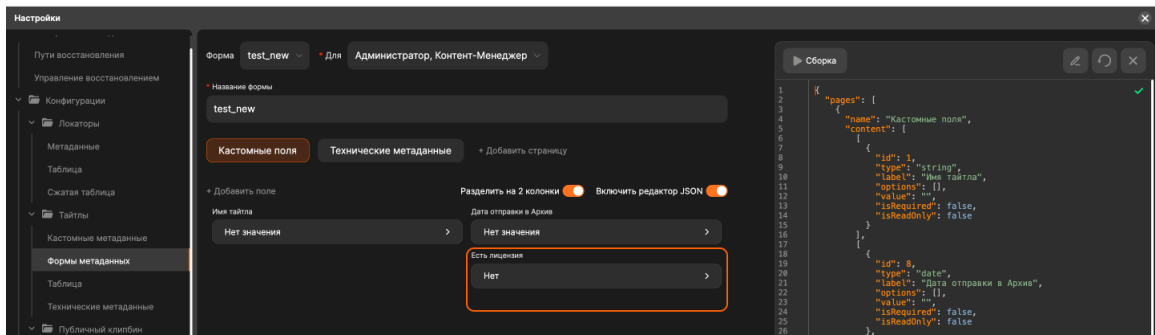 Настройки
Пути восстановления
Управление восстановлением
Конфигурации
Локаторы
Метаданные
Таблица
Сжатая таблица
Тайтлы
Кастомные метаданные
Формы метаданных
Таблица
Технические метаданные
Публичный клипбин
Форма test_new * Для Администратор, Контент-Менеджер
* Название формы
test_new
Кастомные поля Технические метаданные + Добавить страницу
+ Добавить поле Разделить на 2 колонки Включить редактор JSON
Имя тайтла Дата отправки в Архив
Нет значения Нет значения
Есть лицензия
Нет
Сборка
1 {
2 "pages": [
3 {
4 "name": "Кастомные поля",
5 "content": [
6 [
7 {
8 "id": 1,
9 "type": "string",
10 "label": "Имя тайтла",
11 "options": [],
12 "value": "",
13 "isRequired": false,
14 "isReadOnly": false
15 }
16 ],
17 [
18 {
19 "id": 8,
20 "type": "date",
21 "label": "Дата отправки в Архив",
22 "options": [],
23 "value": "",
24 "isRequired": false,
25 "isReadOnly": false
26 },